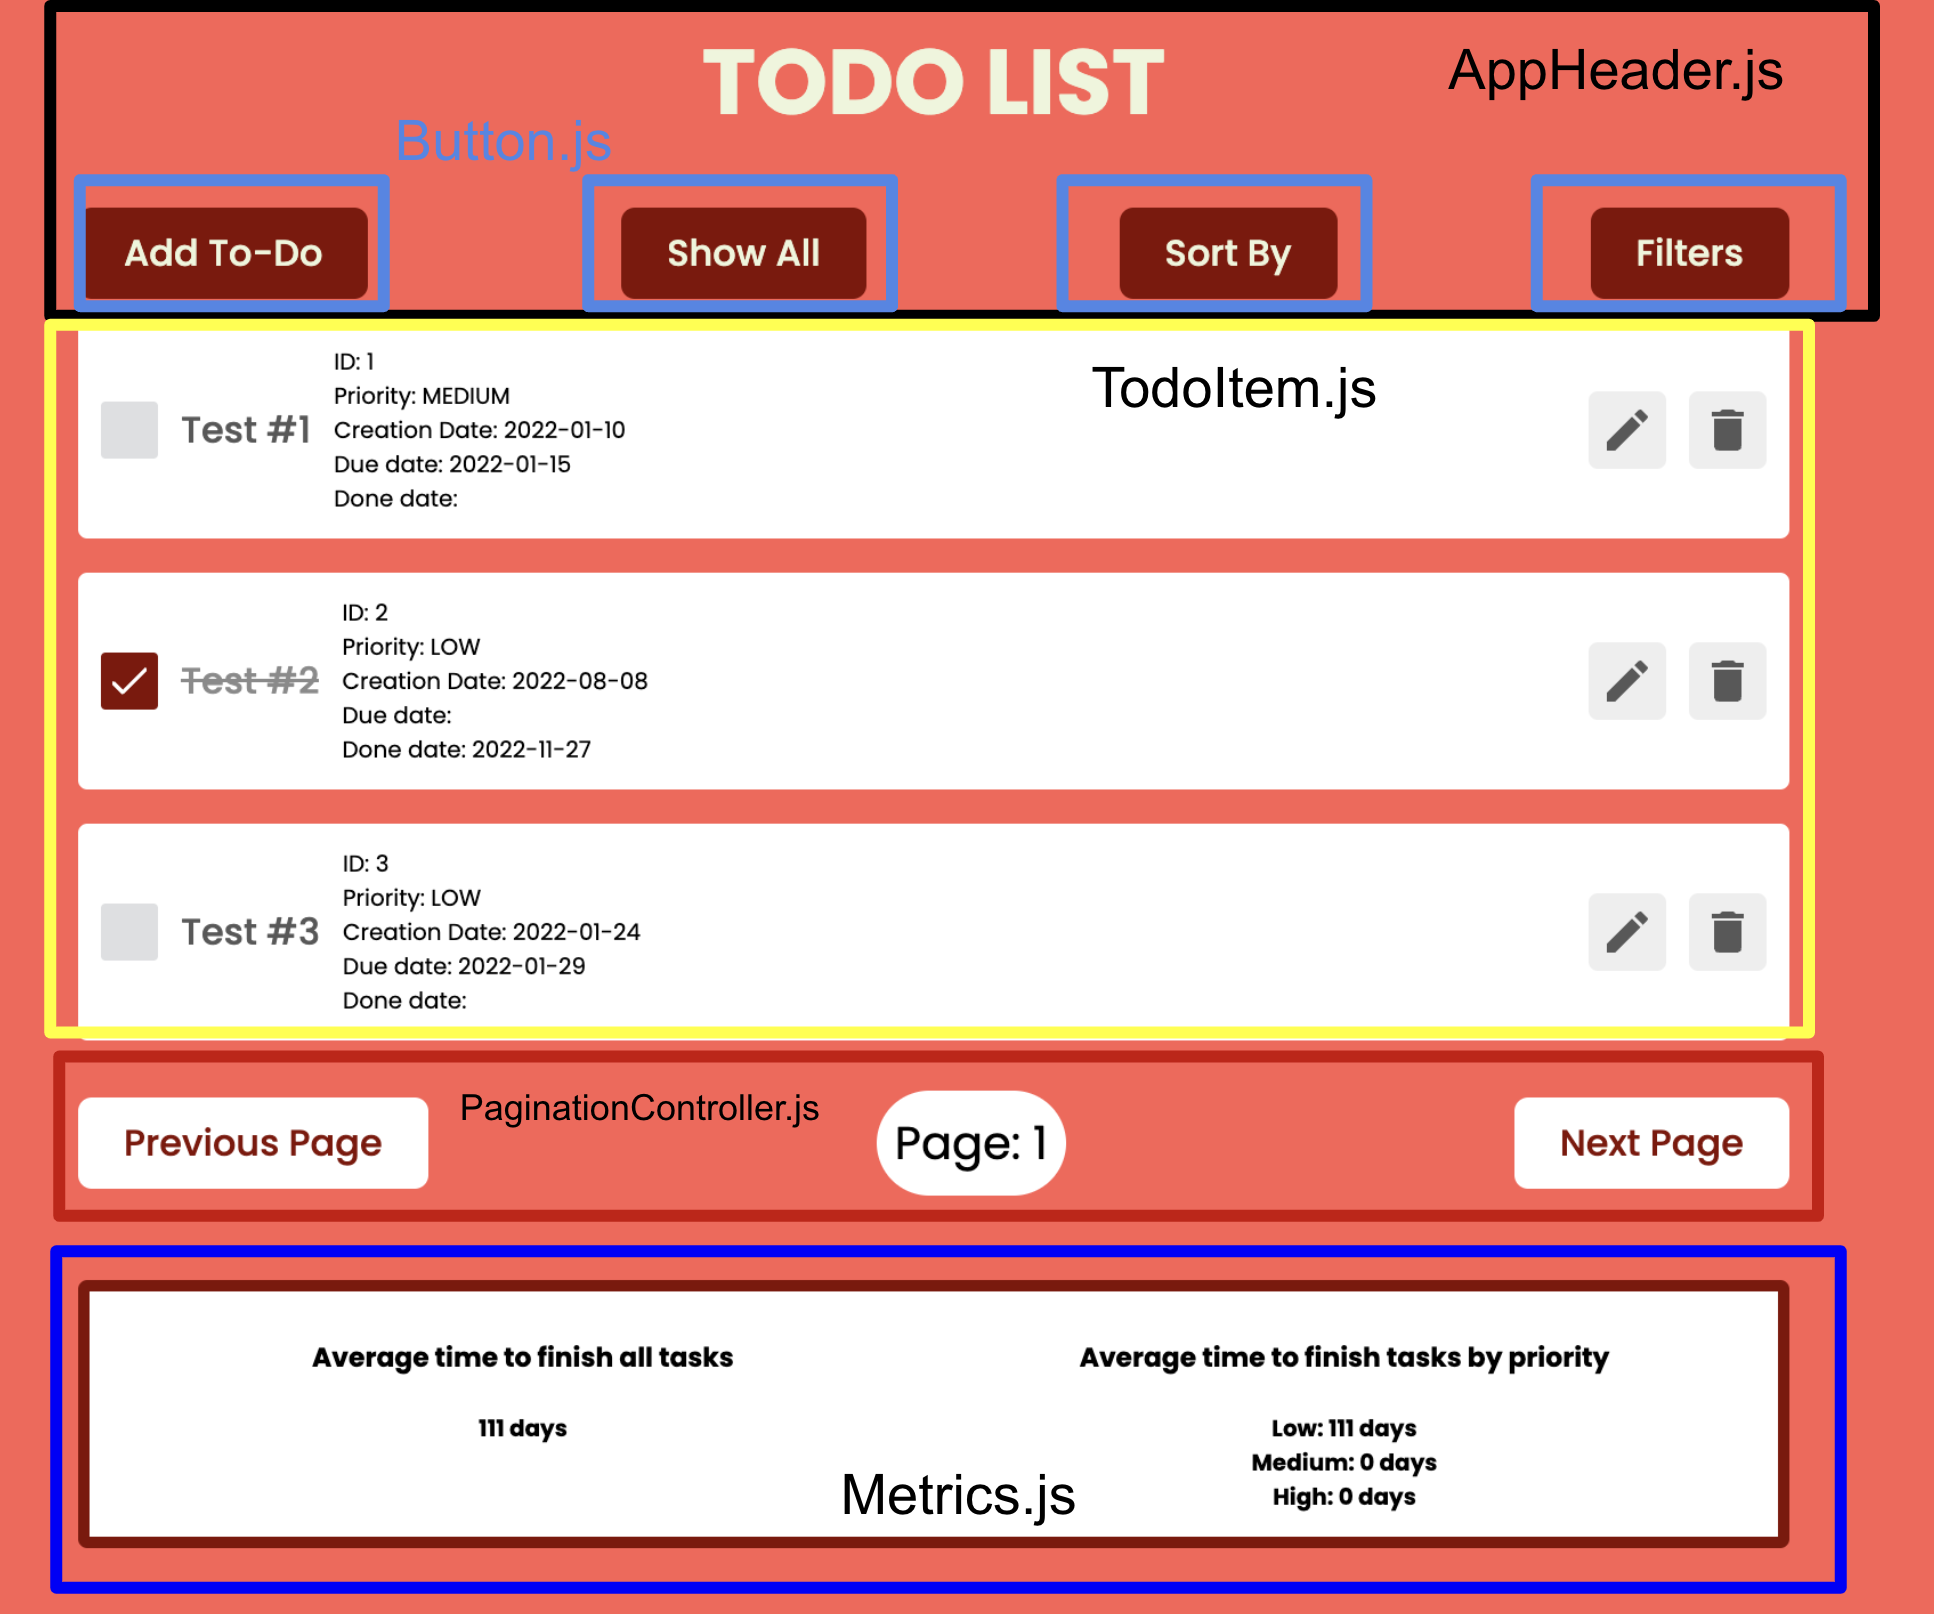 TODO LIST
AppHeader.js
Button.js
Add To-Do
Show All
Sort By
Filters
TodoItem.js
Test #1
ID: 1
Priority: MEDIUM
Creation Date: 2022-01-10
Due date: 2022-01-15
Done date:
Test #2
ID: 2
Priority: LOW
Creation Date: 2022-08-08
Due date:
Done date: 2022-11-27
Test #3
ID: 3
Priority: LOW
Creation Date: 2022-01-24
Due date: 2022-01-29
Done date:
PaginationController.js
Previous Page
Page: 1
Next Page
Average time to finish all tasks
111 days
Average time to finish tasks by priority
Low: 111 days
Medium: 0 days
High: 0 days
Metrics.js